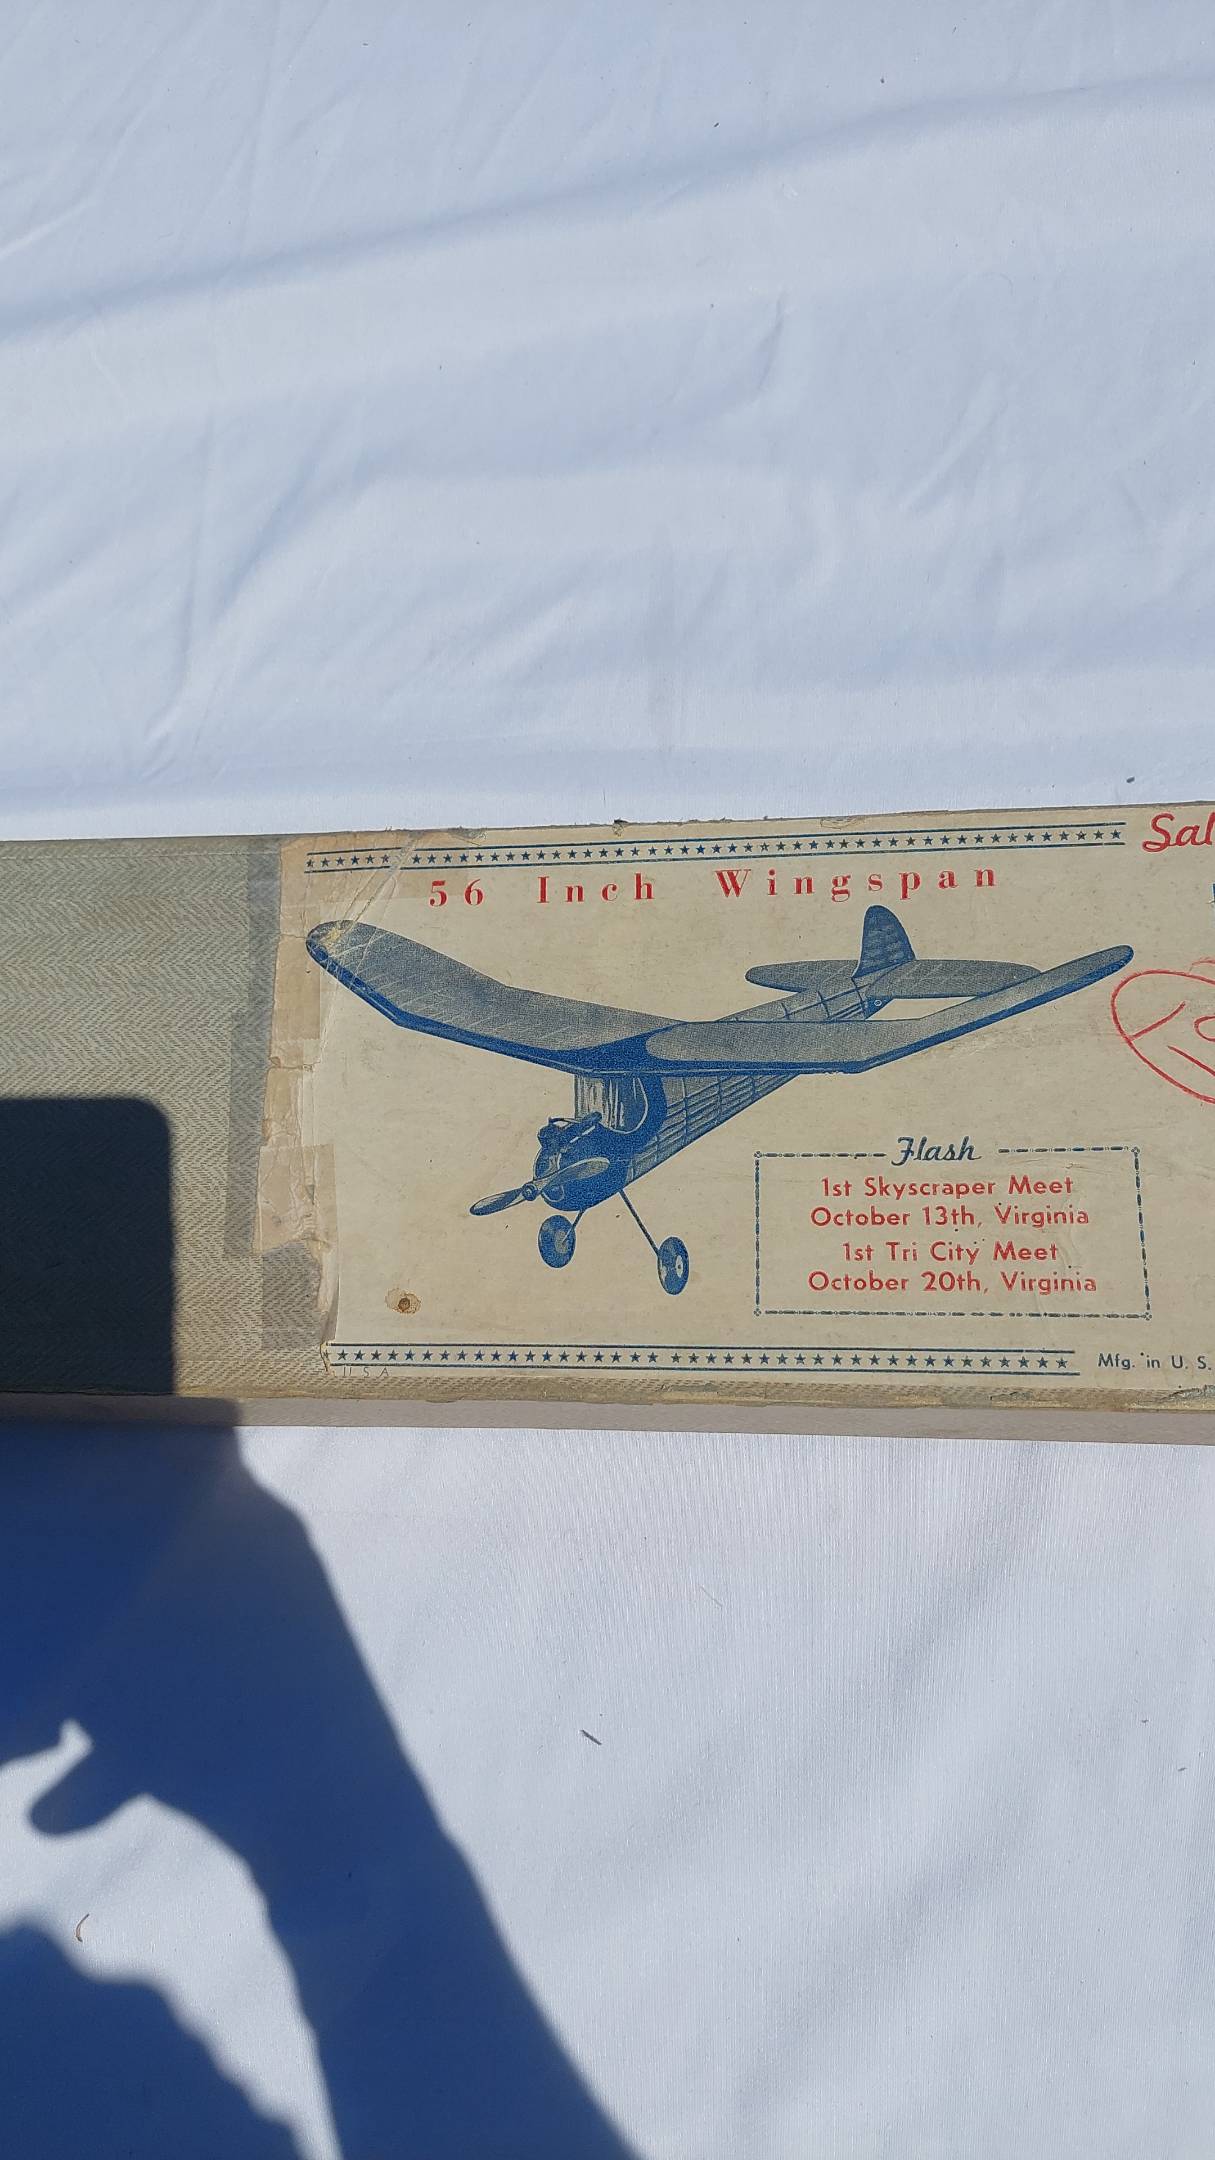 Sal
56 Inch Wingspan
Flash
1st Skyscraper Meet
October 13th, Virginia
1st Tri City Meet
October 20th, Virginia
Mfg. in U. S.
U S A